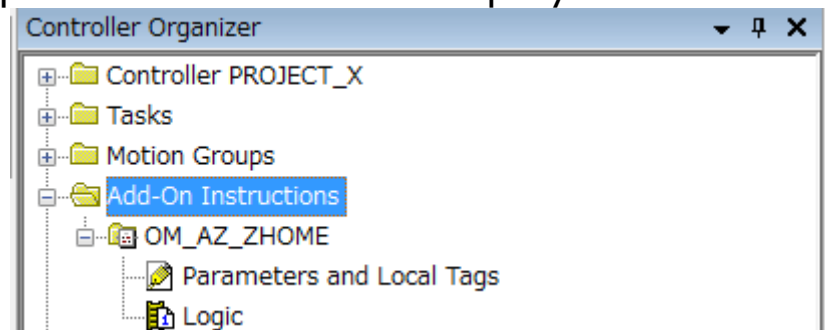 Controller Organizer
Controller PROJECT_X
Tasks
Motion Groups
Add-On Instructions
OM_AZ_ZHOME
Parameters and Local Tags
Logic